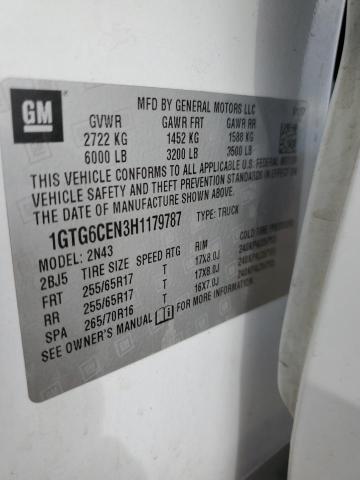 GM
MFD BY GENERAL MOTORS LLC
GVWR GAWR FRT GAWR RR
2722 KG 1452 KG 1588 KG
6000 LB 3200 LB 3500 LB
THIS VEHICLE CONFORMS TO ALL APPLICABLE U.S. FEDERAL MOTOR
VEHICLE SAFETY AND THEFT PREVENTION STANDARDS IN EFFECT ON
THE DATE OF MANUFACTURE SHOWN ABOVE.
1GTG6CEN3H1179787 TYPE: TRUCK
MODEL: 2N43
2BJ5 TIRE SIZE SPEED RTG RIM COLD TIRE
FRT 255/65R17 T 17X8.0J
RR 255/65R17 T 17X8.0J
SPA 265/70R16 T 16X7.0J
SEE OWNER'S MANUAL FOR MORE INFORMATION.